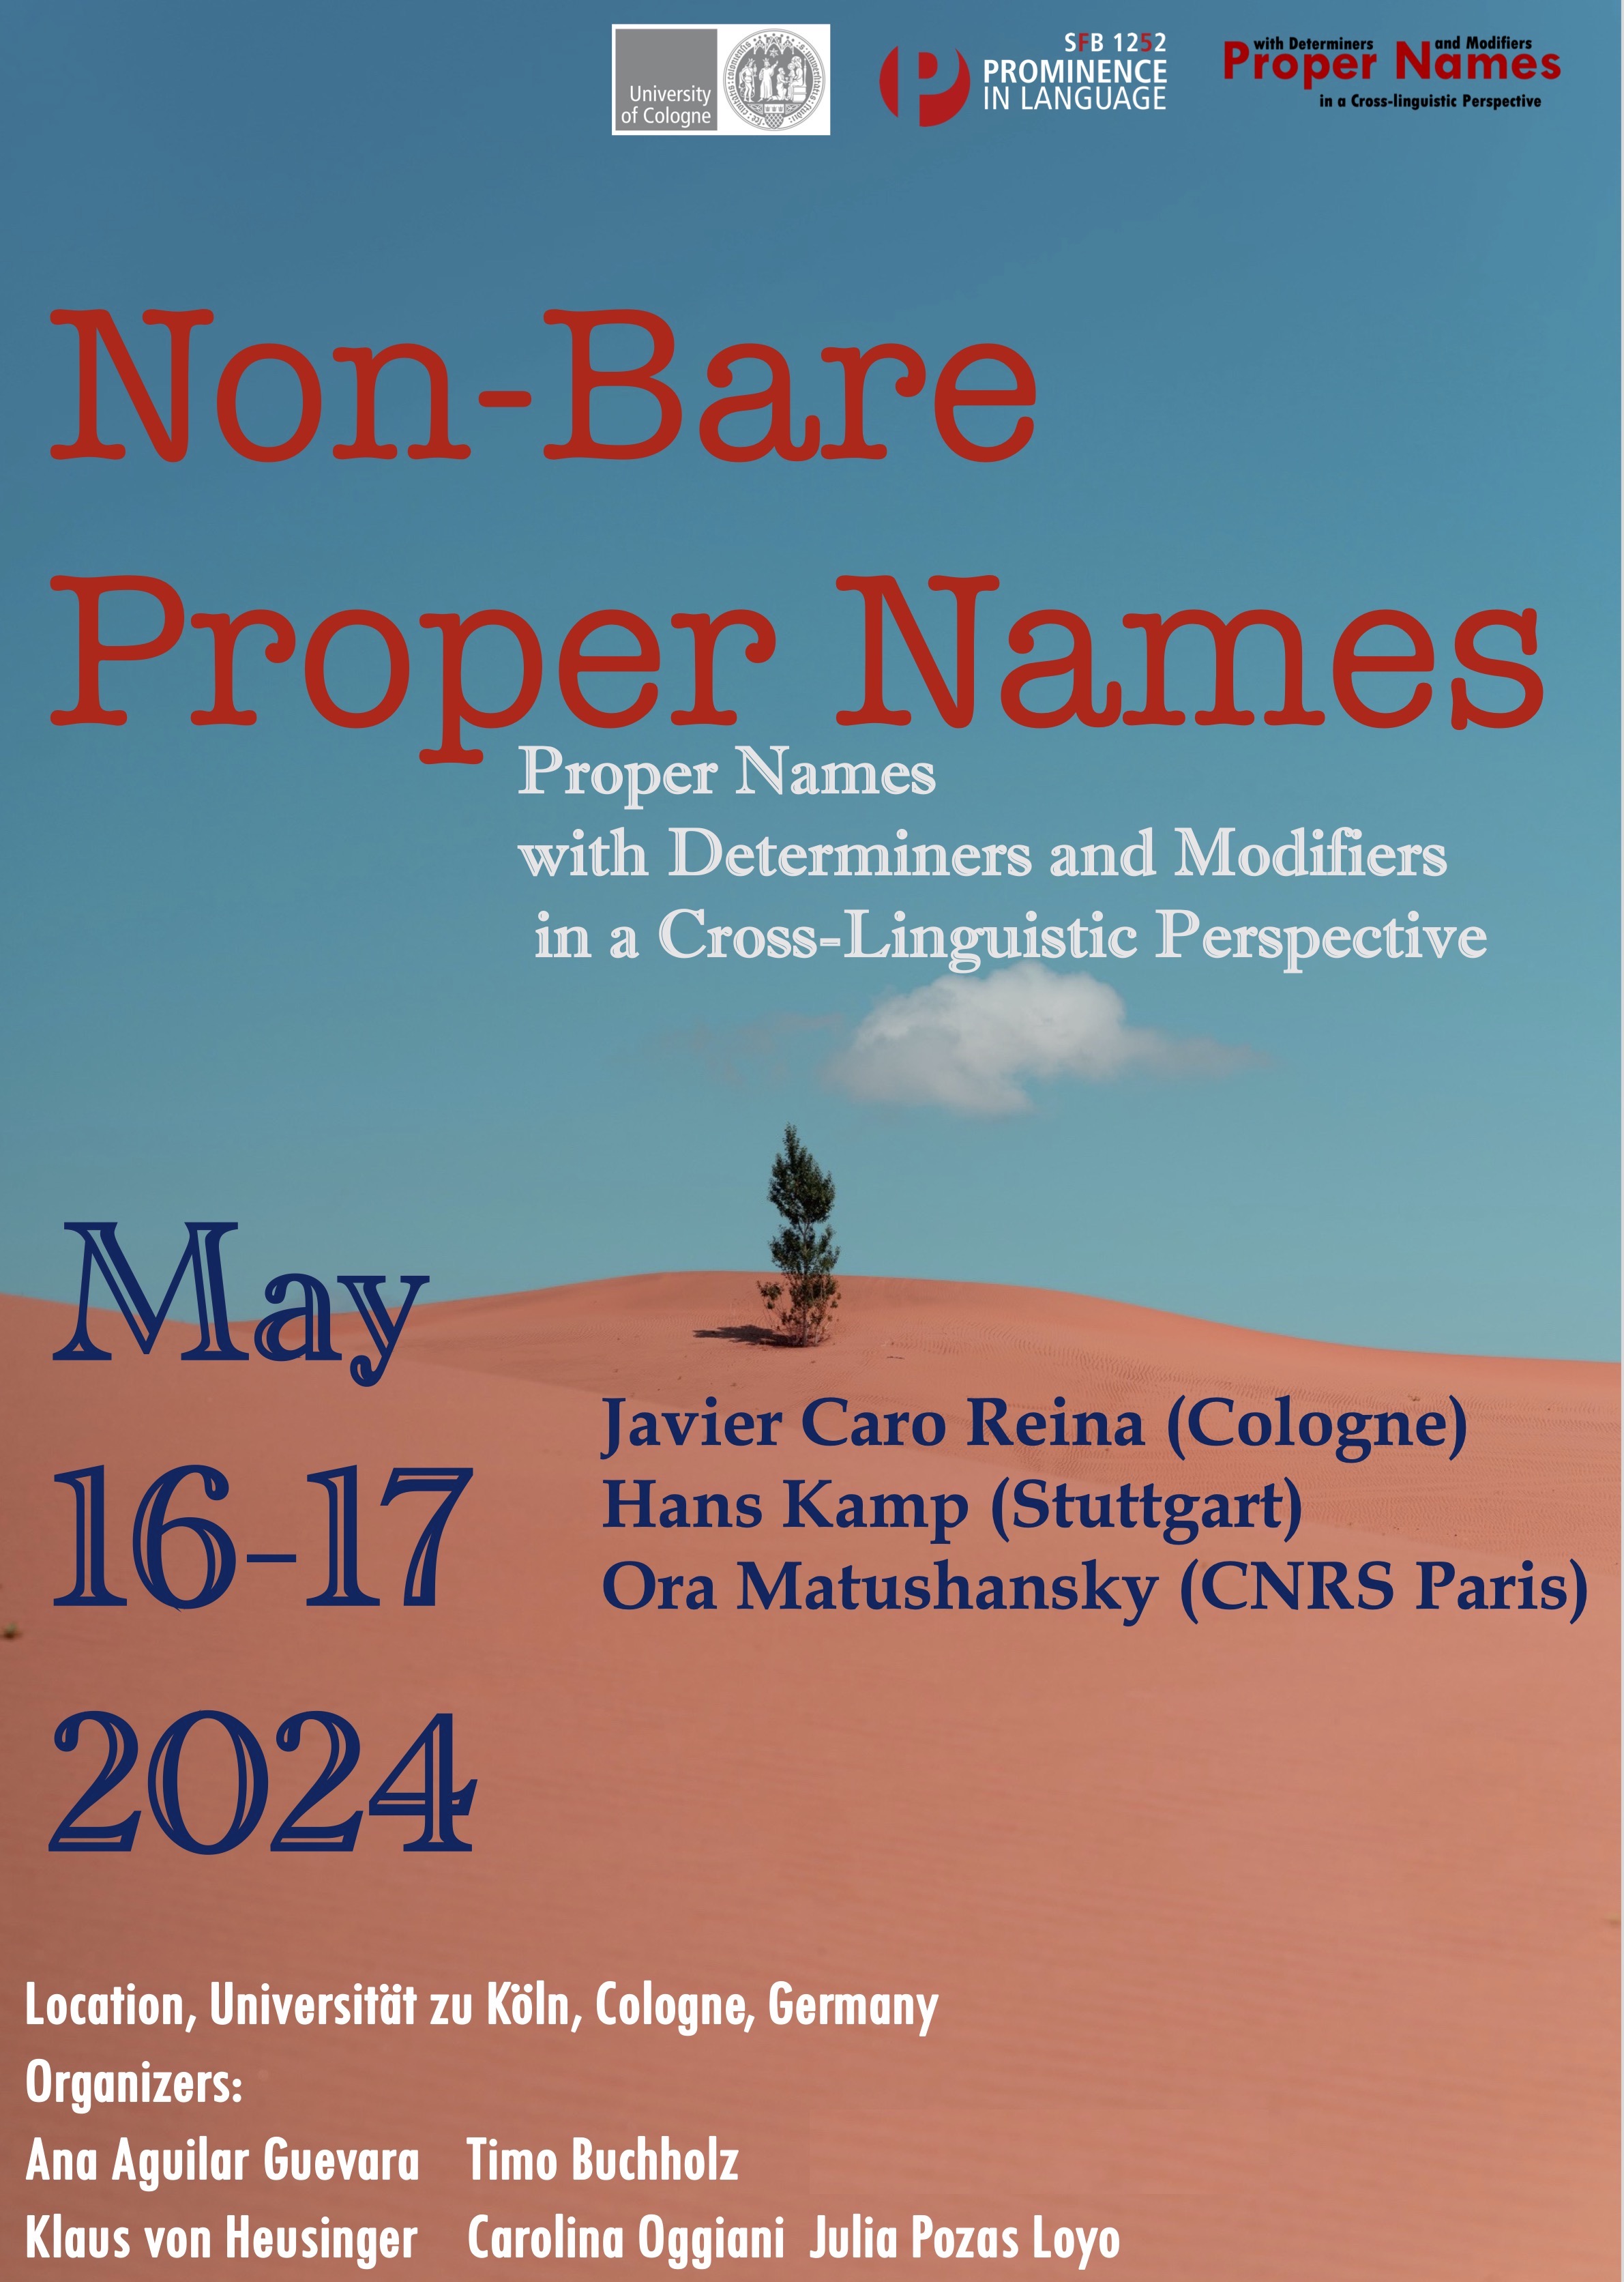 University
of Cologne
SFB 1252
PROMINENCE
IN LANGUAGE
with Determiners and Modifiers
Proper Names
in a Cross-linguistic Perspective
Non-Bare
Proper Names
Proper Names
with Determiners and Modifiers
in a Cross-Linguistic Perspective
May
16-17
2024
Javier Caro Reina (Cologne)
Hans Kamp (Stuttgart)
Ora Matushansky (CNRS Paris)
Location, Universität zu Köln, Cologne, Germany
Organizers:
Ana Aguilar Guevara Timo Buchholz
Klaus von Heusinger Carolina Oggiani Julia Pozas Loyo